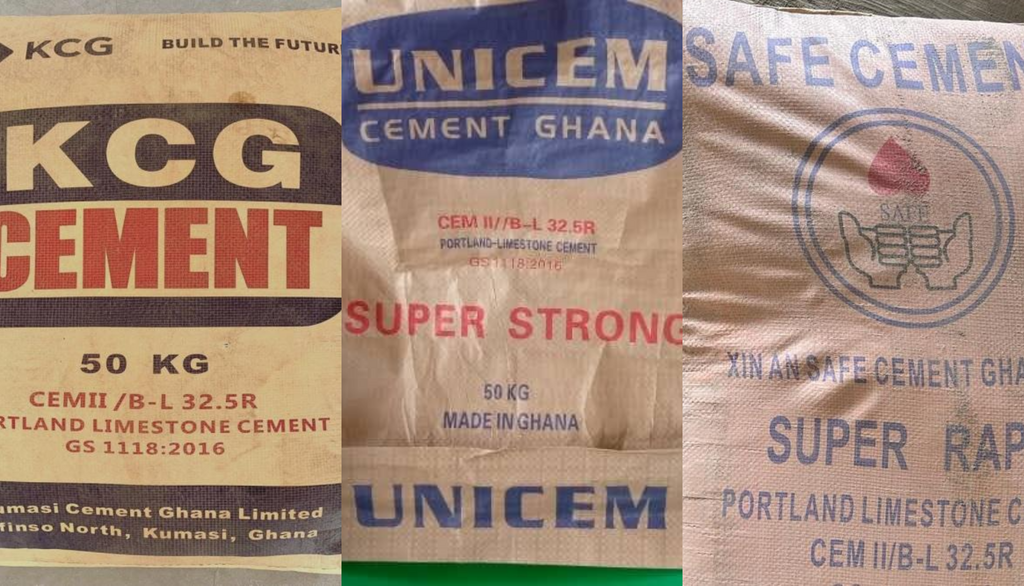 KCG
BUILD THE FUTUR
KCG
CEMENT
50 KG
CEMII /B-L 32.5R
RTLAND LIMESTONE CEMENT
GS 1118:2016
umasi Cement Ghana Limited
finso North, Kumasi, Ghana
UNICEM
CEMENT GHANA
CEM II//B-L 32.5R
PORTLAND-LIMESTONE CEMENT
GS1118:2016
SUPER STRONG
50 KG
MADE IN GHANA
UNICEM
SAFE CEMEN
SAFE
XIN AN SAFE CEMENT GHA
SUPER RAP
PORTLAND LIMESTONE C
CEM II/B-L 32.5R